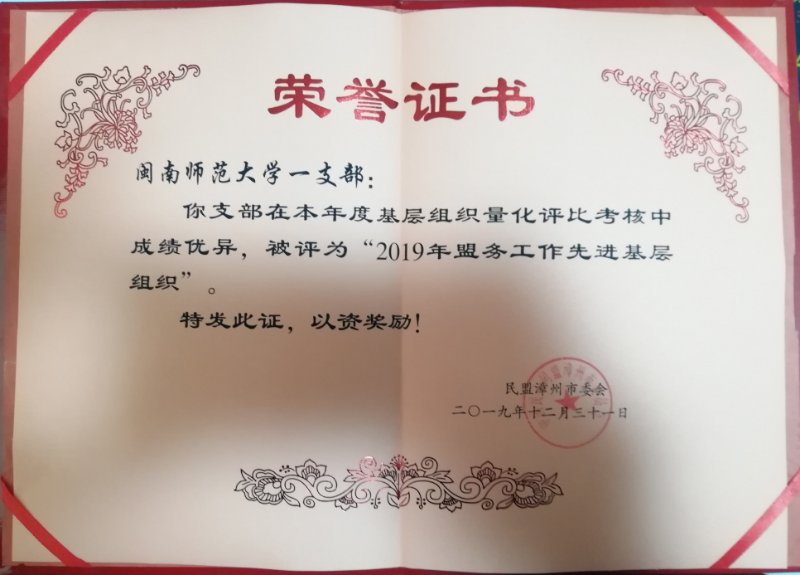 荣誉证书
闽南师范大学一支部：
你支部在本年度基层组织量化评比考核中
成绩优异，被评为“2019年盟务工作先进基层
组织”。
特发此证，以资奖励！
民盟漳州市委会
二〇一九年十二月三十一日